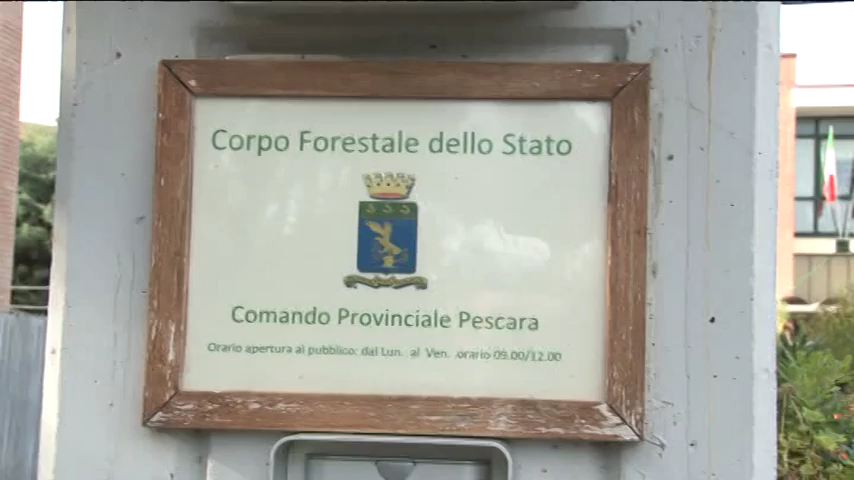 Corpo Forestale dello Stato
Comando Provinciale Pescara
Orario apertura al pubblico: dal Lun. al Ven. orario 09.00/12.00